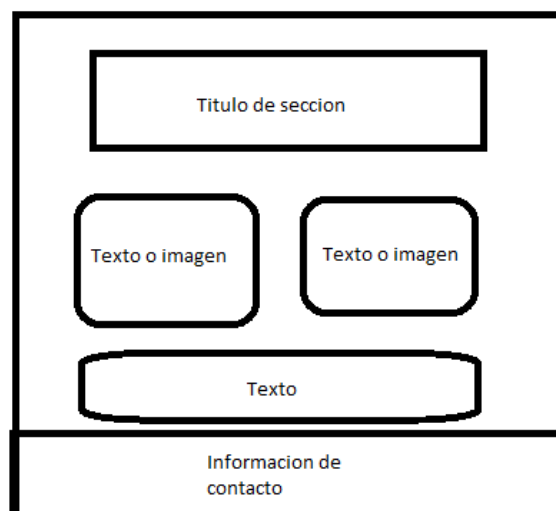 Titulo de seccion
Texto o imagen
Texto o imagen
Texto
Informacion de
contacto